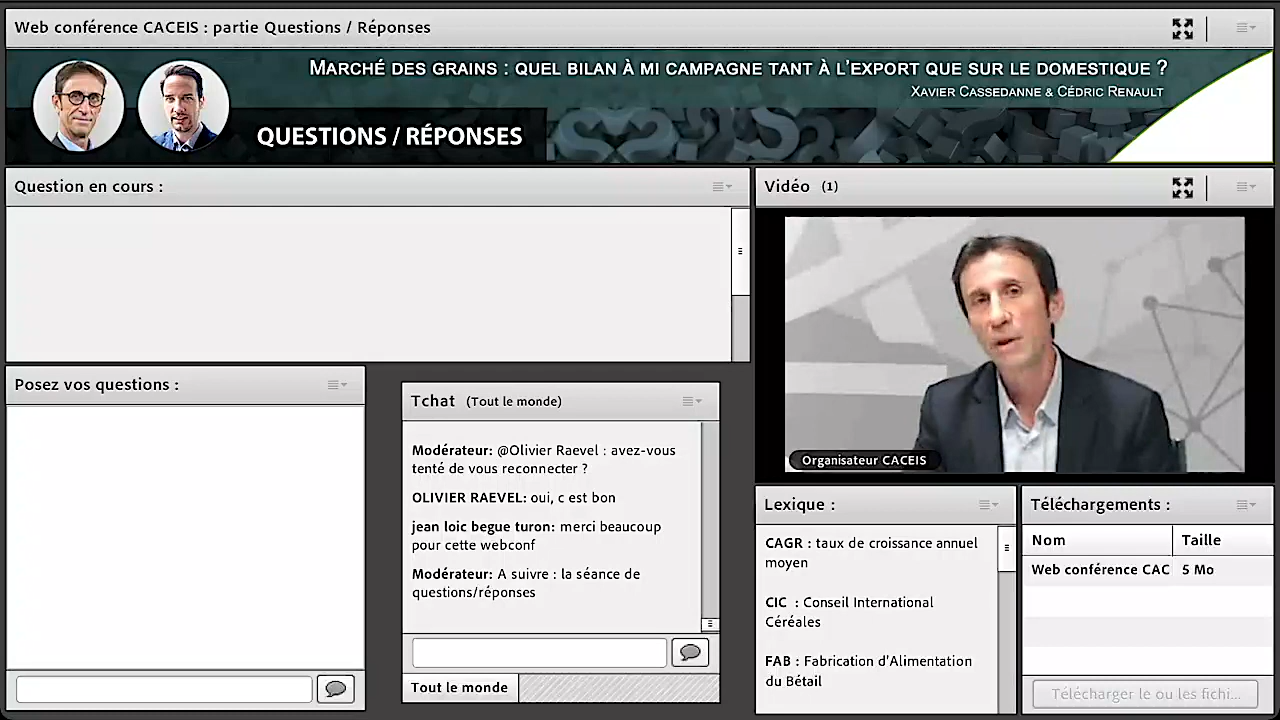 Web conférence CACEIS : partie Questions / Réponses
MARCHÉ DES GRAINS : QUEL BILAN À MI CAMPAGNE TANT À L'EXPORT QUE SUR LE DOMESTIQUE ?
XAVIER CASSEDANNE & CÉDRIC RENAULT
QUESTIONS / RÉPONSES
Question en cours :
Vidéo (1)
Organisateur CACEIS
Posez vos questions :
Tchat (Tout le monde)
Modérateur: @Olivier Raevel : avez-vous
tenté de vous reconnecter ?
OLIVIER RAEVEL: oui, c est bon
jean loic begue turon: merci beaucoup
pour cette webconf
Modérateur: A suivre : la séance de
questions/réponses
Tout le monde
Lexique :
CAGR : taux de croissance annuel
moyen
CIC : Conseil International
Céréales
FAB : Fabrication d'Alimentation
du Bétail
Téléchargements :
Nom Taille
Web conférence CAC 5 Mo
Télécharger le ou les fichi...